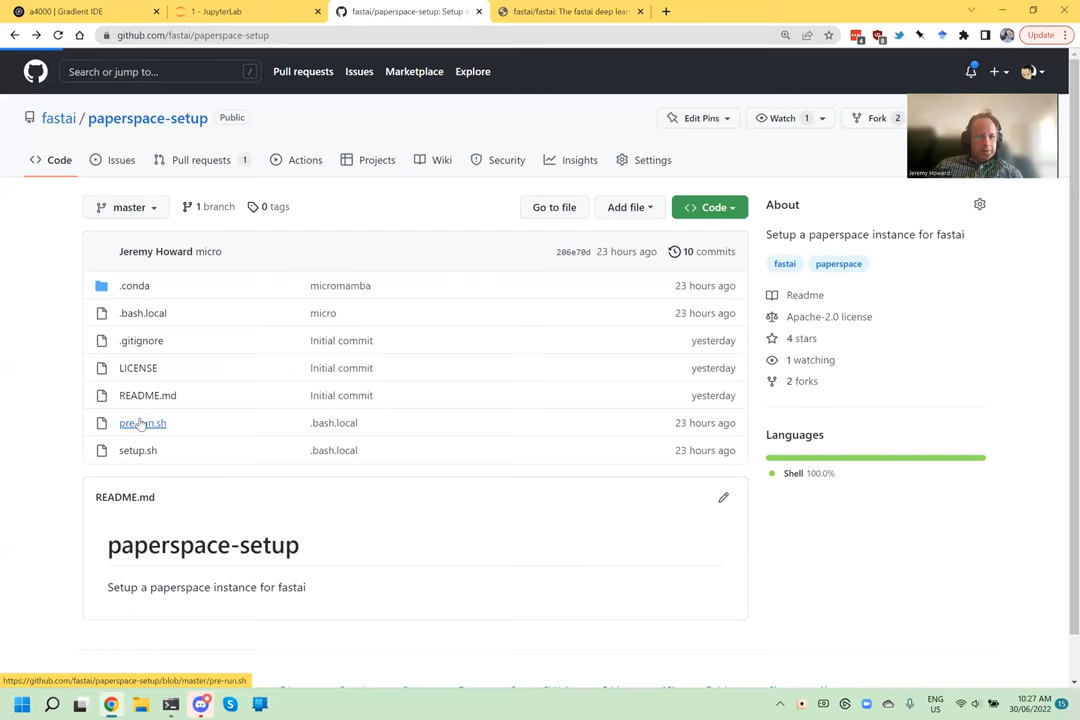 a4000 | Gradient IDE
1 - JupyterLab
fastai/paperspace-setup: Setup a
fastai/fastai: The fastai deep lear
github.com/fastai/paperspace-setup
Update
Search or jump to...
/
Pull requests
Issues
Marketplace
Explore
fastai / paperspace-setup
Public
Edit Pins
Watch 1
Fork 2
Code
Issues
Pull requests 1
Actions
Projects
Wiki
Security
Insights
Settings
Jeremy Howard
master
1 branch
0 tags
Go to file
Add file
Code
About
Setup a paperspace instance for fastai
fastai
paperspace
Readme
Apache-2.0 license
4 stars
1 watching
2 forks
Jeremy Howard micro
206e70d 23 hours ago
10 commits
.conda
micromamba
23 hours ago
.bash.local
micro
23 hours ago
.gitignore
Initial commit
yesterday
LICENSE
Initial commit
yesterday
README.md
Initial commit
yesterday
pre-run.sh
.bash.local
23 hours ago
setup.sh
.bash.local
23 hours ago
Languages
Shell 100.0%
README.md
paperspace-setup
Setup a paperspace instance for fastai
https://github.com/fastai/paperspace-setup/blob/master/pre-run.sh
ENG
US
10:27 AM
30/06/2022
15